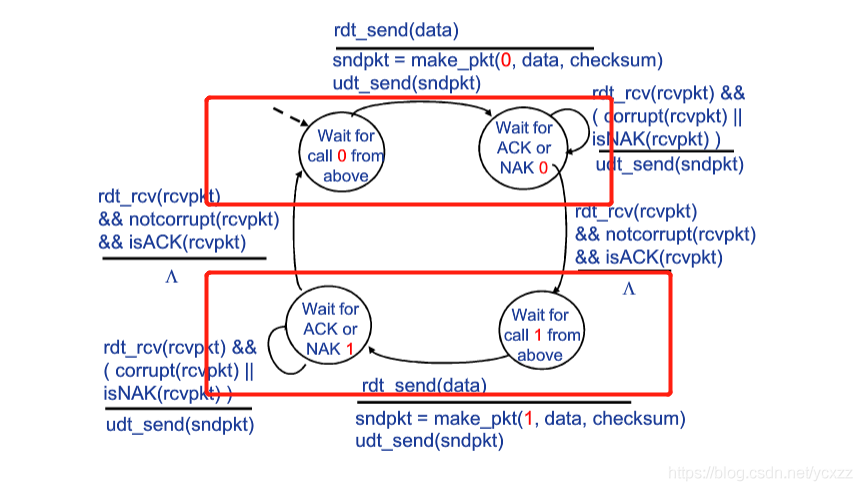 rdt_send(data)
sndpkt = make_pkt(0, data, checksum)
udt_send(sndpkt)
Wait for
call 0 from
above
Wait for
ACK or
NAK 0
rdt_rcv(rcvpkt) &&
( corrupt(rcvpkt) ||
isNAK(rcvpkt) )
udt_send(sndpkt)
rdt_rcv(rcvpkt)
&& notcorrupt(rcvpkt)
&& isACK(rcvpkt)
Λ
rdt_rcv(rcvpkt)
&& notcorrupt(rcvpkt)
&& isACK(rcvpkt)
Λ
Wait for
ACK or
NAK 1
Wait for
call 1 from
above
rdt_rcv(rcvpkt) &&
( corrupt(rcvpkt) ||
isNAK(rcvpkt) )
udt_send(sndpkt)
rdt_send(data)
sndpkt = make_pkt(1, data, checksum)
udt_send(sndpkt)
https://blog.csdn.net/ycxzz